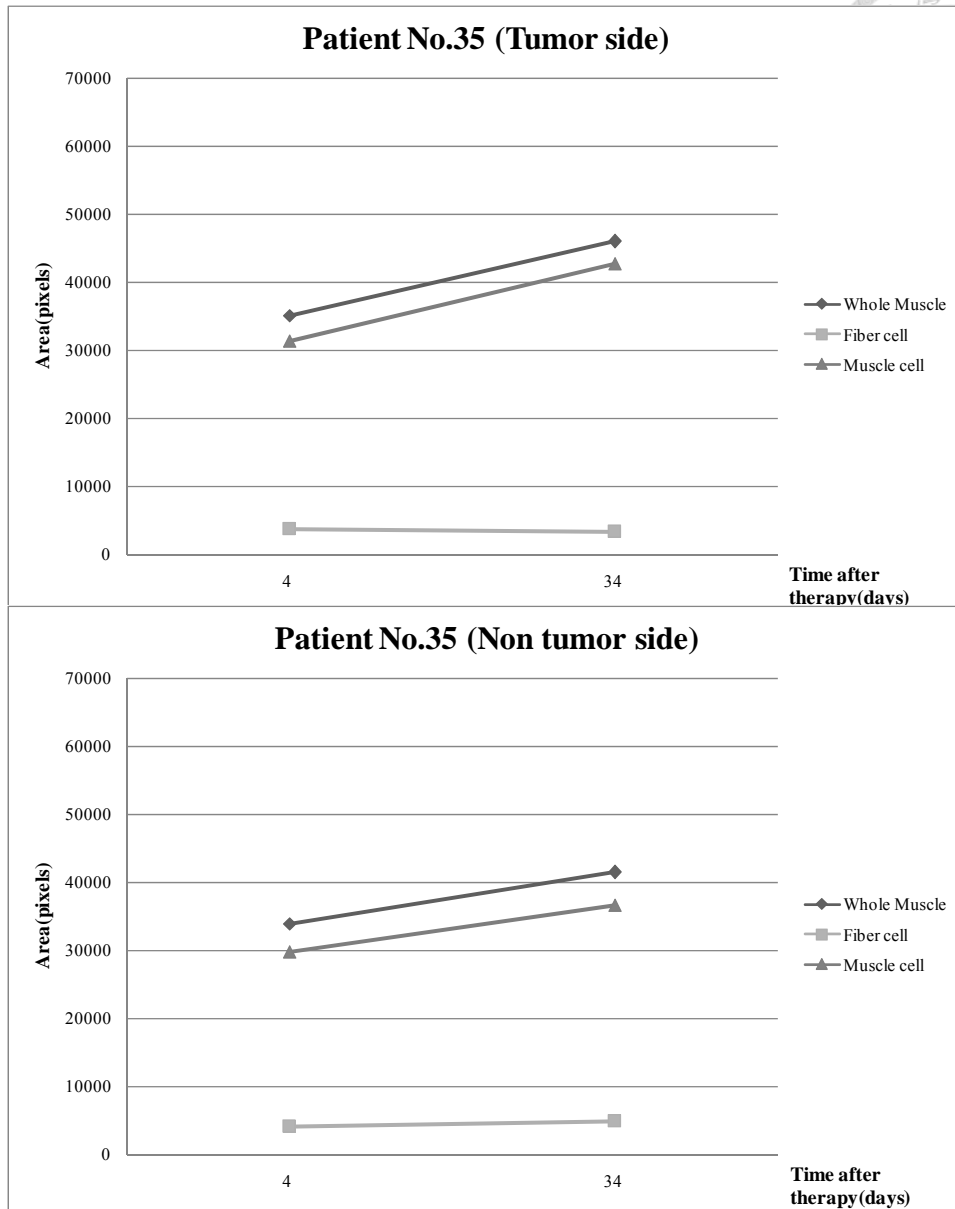 Patient No.35 (Tumor side)
70000
60000
50000
40000
30000
20000
10000
0
Area(pixels)
4
34
Time after
therapy(days)
Whole Muscle
Fiber cell
Muscle cell
Patient No.35 (Non tumor side)
70000
60000
50000
40000
30000
20000
10000
0
Area(pixels)
4
34
Time after
therapy(days)
Whole Muscle
Fiber cell
Muscle cell